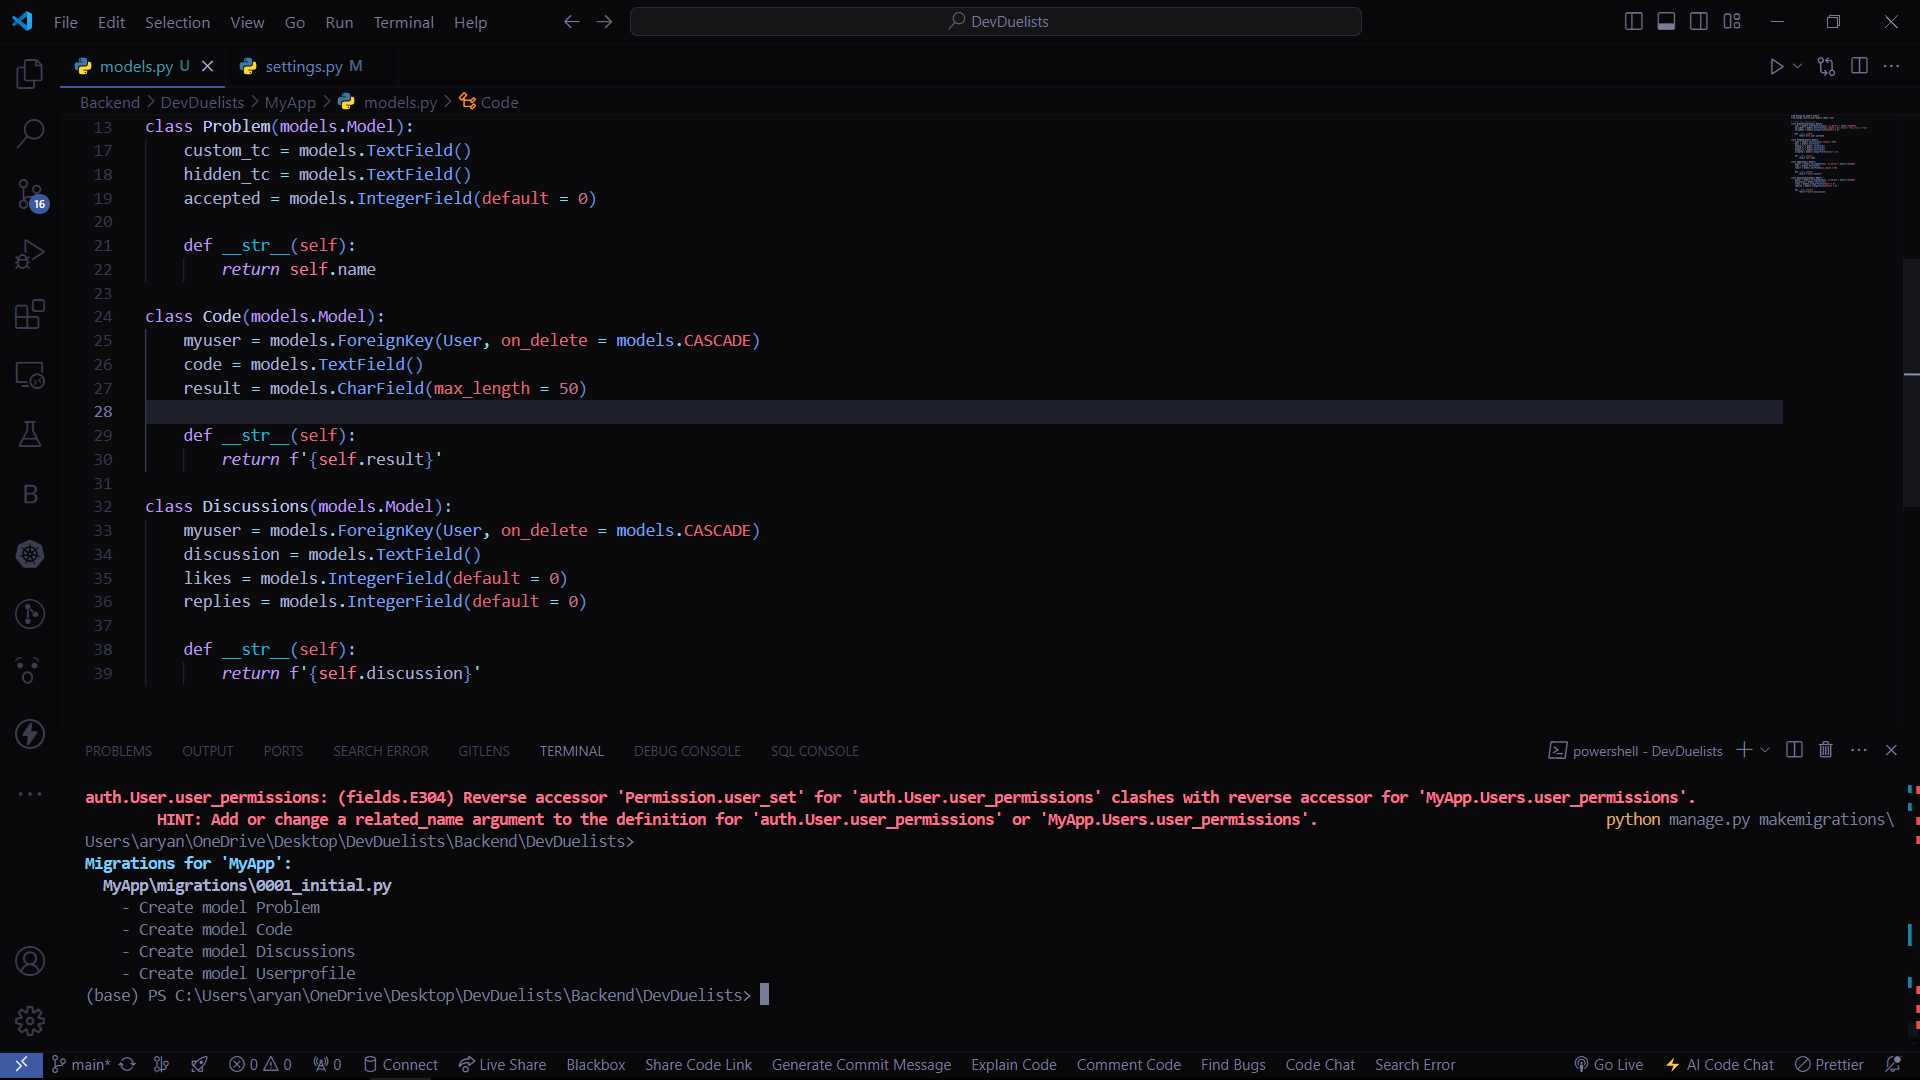 File Edit Selection View Go Run Terminal Help
DevDuelists
models.py U
settings.py M
Backend > DevDuelists > MyApp > models.py > Code
13 class Problem(models.Model):
17 custom_tc = models.TextField()
18 hidden_tc = models.TextField()
19 accepted = models.IntegerField(default = 0)
20
21 def __str__(self):
22 return self.name
23
24 class Code(models.Model):
25 myuser = models.ForeignKey(User, on_delete = models.CASCADE)
26 code = models.TextField()
27 result = models.CharField(max_length = 50)
28
29 def __str__(self):
30 return f'{self.result}'
31
32 class Discussions(models.Model):
33 myuser = models.ForeignKey(User, on_delete = models.CASCADE)
34 discussion = models.TextField()
35 likes = models.IntegerField(default = 0)
36 replies = models.IntegerField(default = 0)
37
38 def __str__(self):
39 return f'{self.discussion}'
16
B
PROBLEMS OUTPUT PORTS SEARCH ERROR GITLENS TERMINAL DEBUG CONSOLE SQL CONSOLE
powershell - DevDuelists
auth.User.user_permissions: (fields.E304) Reverse accessor 'Permission.user_set' for 'auth.User.user_permissions' clashes with reverse accessor for 'MyApp.Users.user_permissions'.
HINT: Add or change a related_name argument to the definition for 'auth.User.user_permissions' or 'MyApp.Users.user_permissions'. python manage.py makemigrations\
Users\aryan\OneDrive\Desktop\DevDuelists\Backend\DevDuelists>
Migrations for 'MyApp':
MyApp\migrations\0001_initial.py
- Create model Problem
- Create model Code
- Create model Discussions
- Create model Userprofile
(base) PS C:\Users\aryan\OneDrive\Desktop\DevDuelists\Backend\DevDuelists>
main* 0 0 0 Connect Live Share Blackbox Share Code Link Generate Commit Message Explain Code Comment Code Find Bugs Code Chat Search Error Go Live AI Code Chat Prettier